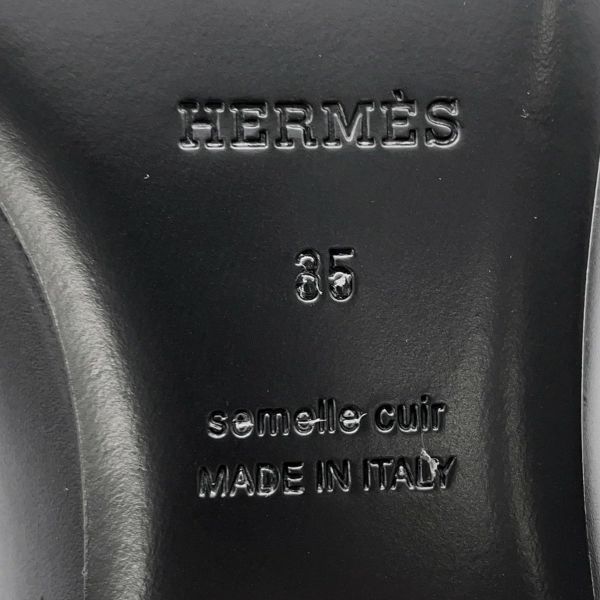 HERMÈS
35
semelle cuir
MADE IN ITALY